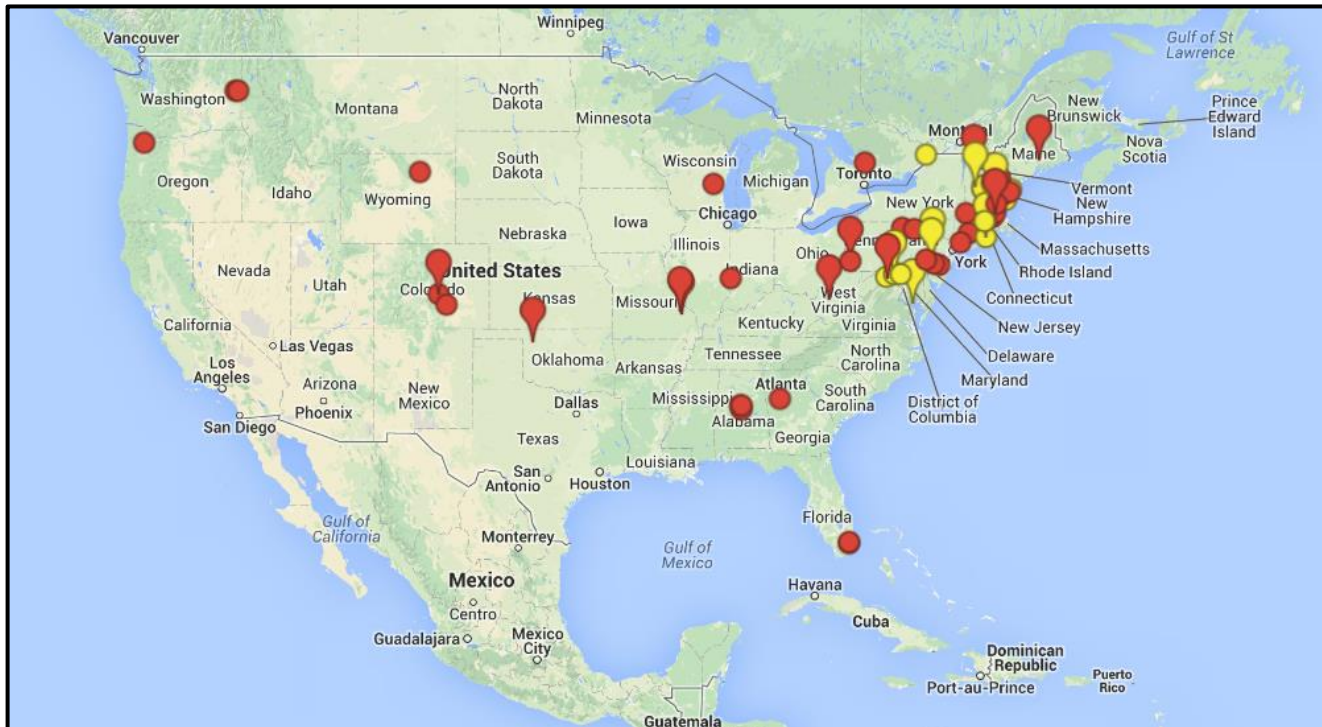 Winnipeg
Vancouver
Gulf of St
Lawrence
Washington
Montana
North
Dakota
Minnesota
Montreal
New
Brunswick
Prince
Edward
Island
Maine
Nova
Scotia
Oregon
Idaho
Wyoming
South
Dakota
Wisconsin
Michigan
Toronto
Vermont
New
Hampshire
New York
Iowa
Chicago
Nebraska
Illinois
Indiana
Ohio
Massachusetts
Rhode Island
York
Connecticut
Nevada
Utah
United States
Colorado
Kansas
Missouri
West
Virginia
Virginia
Kentucky
New Jersey
Delaware
Maryland
District of
Columbia
California
Las Vegas
Los
Angeles
Arizona
Phoenix
New
Mexico
Oklahoma
Arkansas
Tennessee
North
Carolina
South
Carolina
Atlanta
Mississippi
Alabama
Georgia
San Diego
Dallas
Texas
Louisiana
San
Antonio
Houston
Florida
Gulf of
California
Monterrey
Gulf of
Mexico
Mexico
Centro
Guadalajara
Mexico
City
Havana
Cuba
Dominican
Republic
Port-au-Prince
Puerto
Rico
Guatemala